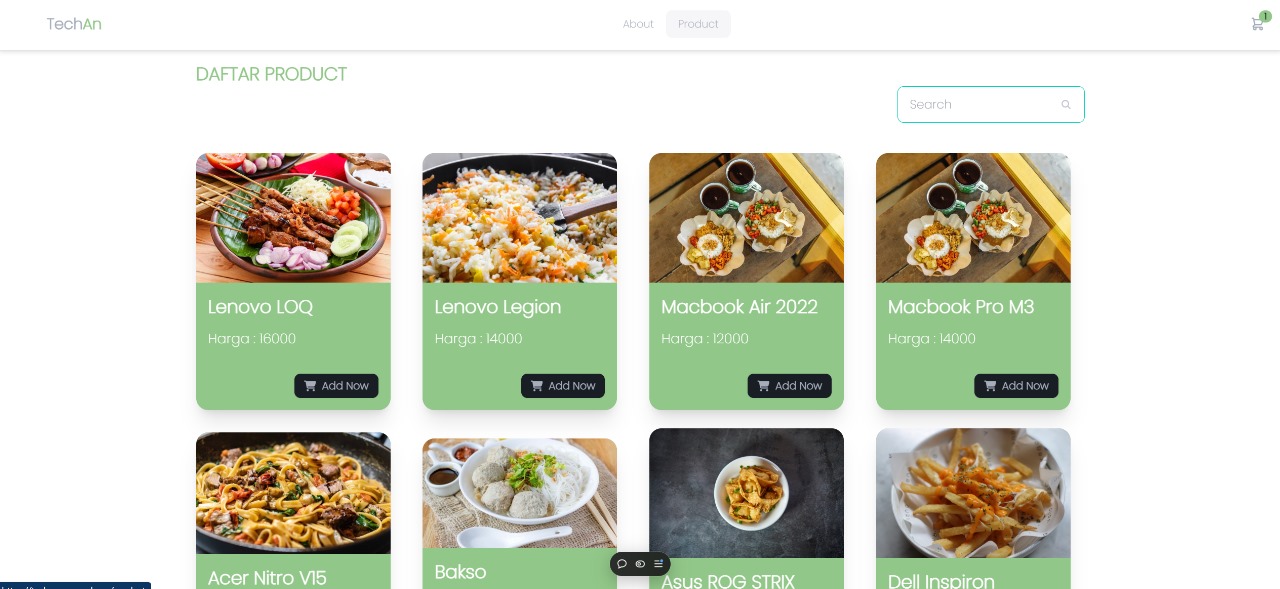 TechAn
About
Product
1
DAFTAR PRODUCT
Search
Lenovo LOQ
Harga : 16000
Add Now
Lenovo Legion
Harga : 14000
Add Now
Macbook Air 2022
Harga : 12000
Add Now
Macbook Pro M3
Harga : 14000
Add Now
Acer Nitro V15
Bakso
Asus ROG STRIX
Dell Inspiron